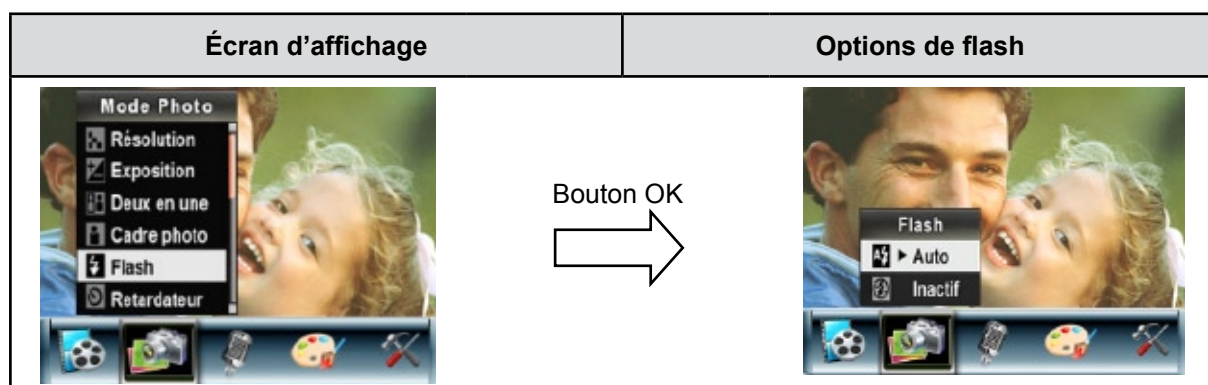 Écran d’affichage
Options de flash
Mode Photo
Résolution
Exposition
Deux en une
Cadre photo
Flash
Retardateur
Bouton OK
Flash
Auto
Inactif